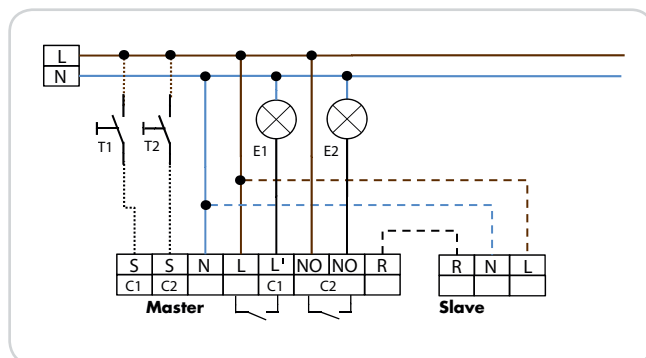 L
N
T1 T2 E1 E2
S S N L L' NO NO R R N L
C1 C2 C1 C2
Master Slave